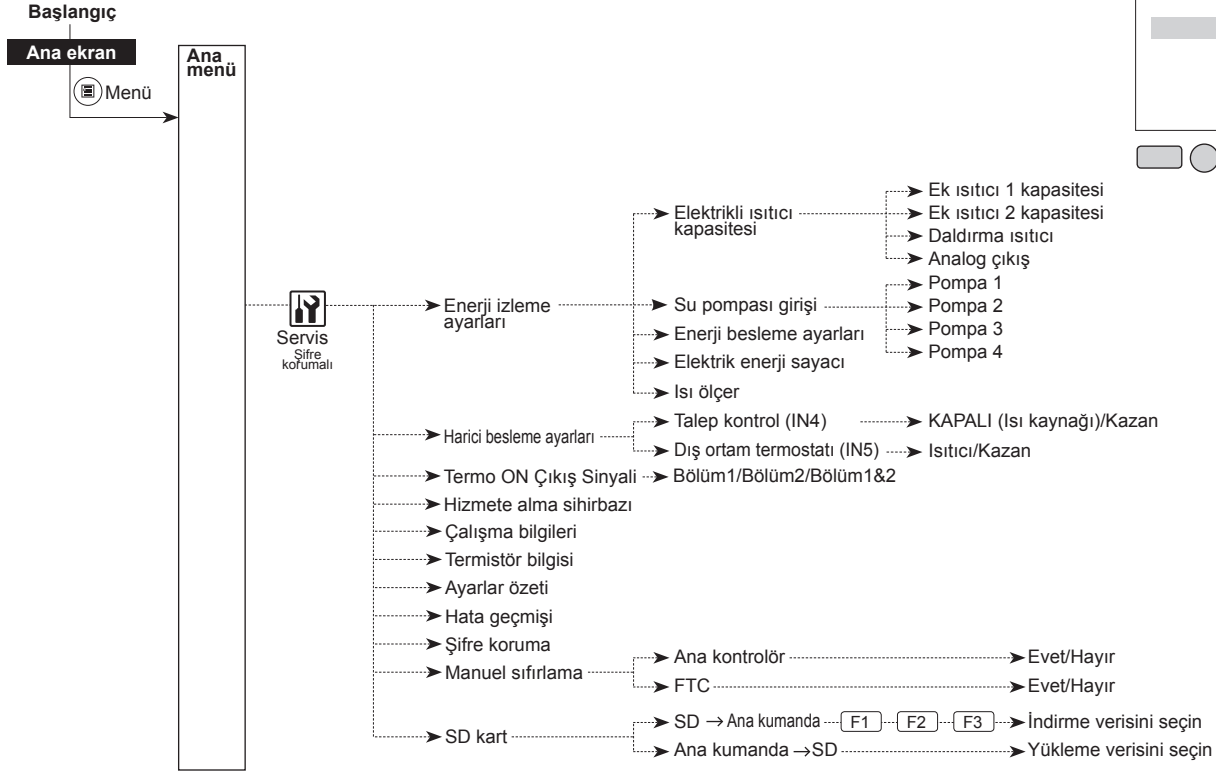 Başlangıç
Ana ekran
Menü
Ana
menü
Servis
Şifre
korumalı
Enerji izleme
ayarları
Elektrikli ısıtıcı
kapasitesi
Ek ısıtıcı 1 kapasitesi
Ek ısıtıcı 2 kapasitesi
Daldırma ısıtıcı
Analog çıkış
Su pompası girişi
Pompa 1
Pompa 2
Pompa 3
Pompa 4
Enerji besleme ayarları
Elektrik enerji sayacı
Isı ölçer
Harici besleme ayarları
Talep kontrol (IN4)
KAPALI (Isı kaynağı)/Kazan
Dış ortam termostatı (IN5)
Isıtıcı/Kazan
Termo ON Çıkış Sinyali
Bölüm1/Bölüm2/Bölüm1&2
Hizmete alma sihirbazı
Çalışma bilgileri
Termistör bilgisi
Ayarlar özeti
Hata geçmişi
Şifre koruma
Manuel sıfırlama
Ana kontrolör
Evet/Hayır
FTC
Evet/Hayır
SD kart
SD → Ana kumanda
F1
F2
F3
İndirme verisini seçin
Ana kumanda →SD
Yükleme verisini seçin